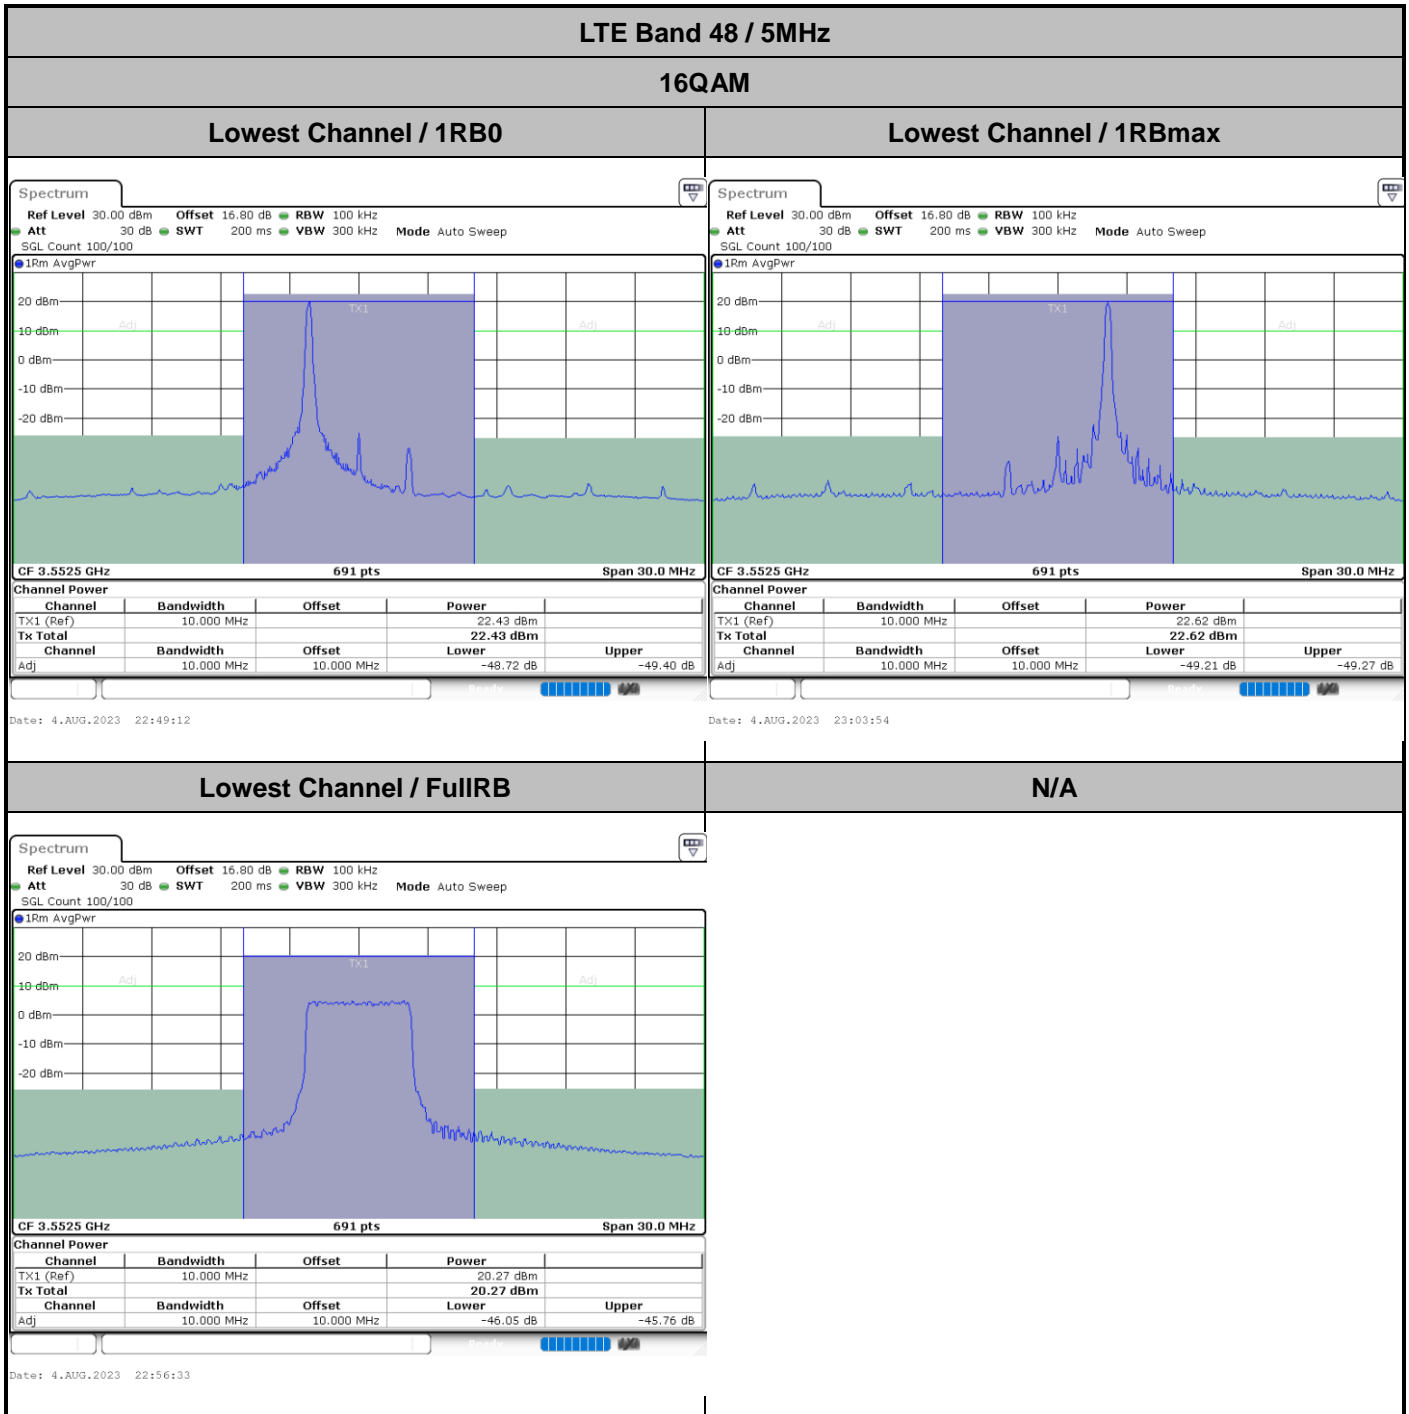 LTE Band 48 / 5MHz
16QAM
Lowest Channel / 1RB0
Lowest Channel / 1RBmax
Spectrum
Ref Level 30.00 dBm Offset 16.80 dB RBW 100 kHz
Att 30 dB SWT 200 ms VBW 300 kHz Mode Auto Sweep
SGL Count 100/100
1Rm AvgPwr
20 dBm
TX1
10 dBm
Adj
Adj
0 dBm
-10 dBm
-20 dBm
CF 3.5525 GHz 691 pts Span 30.0 MHz
Channel Power
Channel Bandwidth Offset Power
TX1 (Ref) 10.000 MHz 22.43 dBm
Tx Total 22.43 dBm
Channel Bandwidth Offset Lower Upper
Adj 10.000 MHz 10.000 MHz -48.72 dB -49.40 dB
Ready
Date: 4.AUG.2023 22:49:12
Spectrum
Ref Level 30.00 dBm Offset 16.80 dB RBW 100 kHz
Att 30 dB SWT 200 ms VBW 300 kHz Mode Auto Sweep
SGL Count 100/100
1Rm AvgPwr
20 dBm
TX1
10 dBm
Adj
Adj
0 dBm
-10 dBm
-20 dBm
CF 3.5525 GHz 691 pts Span 30.0 MHz
Channel Power
Channel Bandwidth Offset Power
TX1 (Ref) 10.000 MHz 22.62 dBm
Tx Total 22.62 dBm
Channel Bandwidth Offset Lower Upper
Adj 10.000 MHz 10.000 MHz -49.21 dB -49.27 dB
Ready
Date: 4.AUG.2023 23:03:54
Lowest Channel / FullRB
N/A
Spectrum
Ref Level 30.00 dBm Offset 16.80 dB RBW 100 kHz
Att 30 dB SWT 200 ms VBW 300 kHz Mode Auto Sweep
SGL Count 100/100
1Rm AvgPwr
20 dBm
TX1
10 dBm
Adj
Adj
0 dBm
-10 dBm
-20 dBm
CF 3.5525 GHz 691 pts Span 30.0 MHz
Channel Power
Channel Bandwidth Offset Power
TX1 (Ref) 10.000 MHz 20.27 dBm
Tx Total 20.27 dBm
Channel Bandwidth Offset Lower Upper
Adj 10.000 MHz 10.000 MHz -46.05 dB -45.76 dB
Ready
Date: 4.AUG.2023 22:56:33